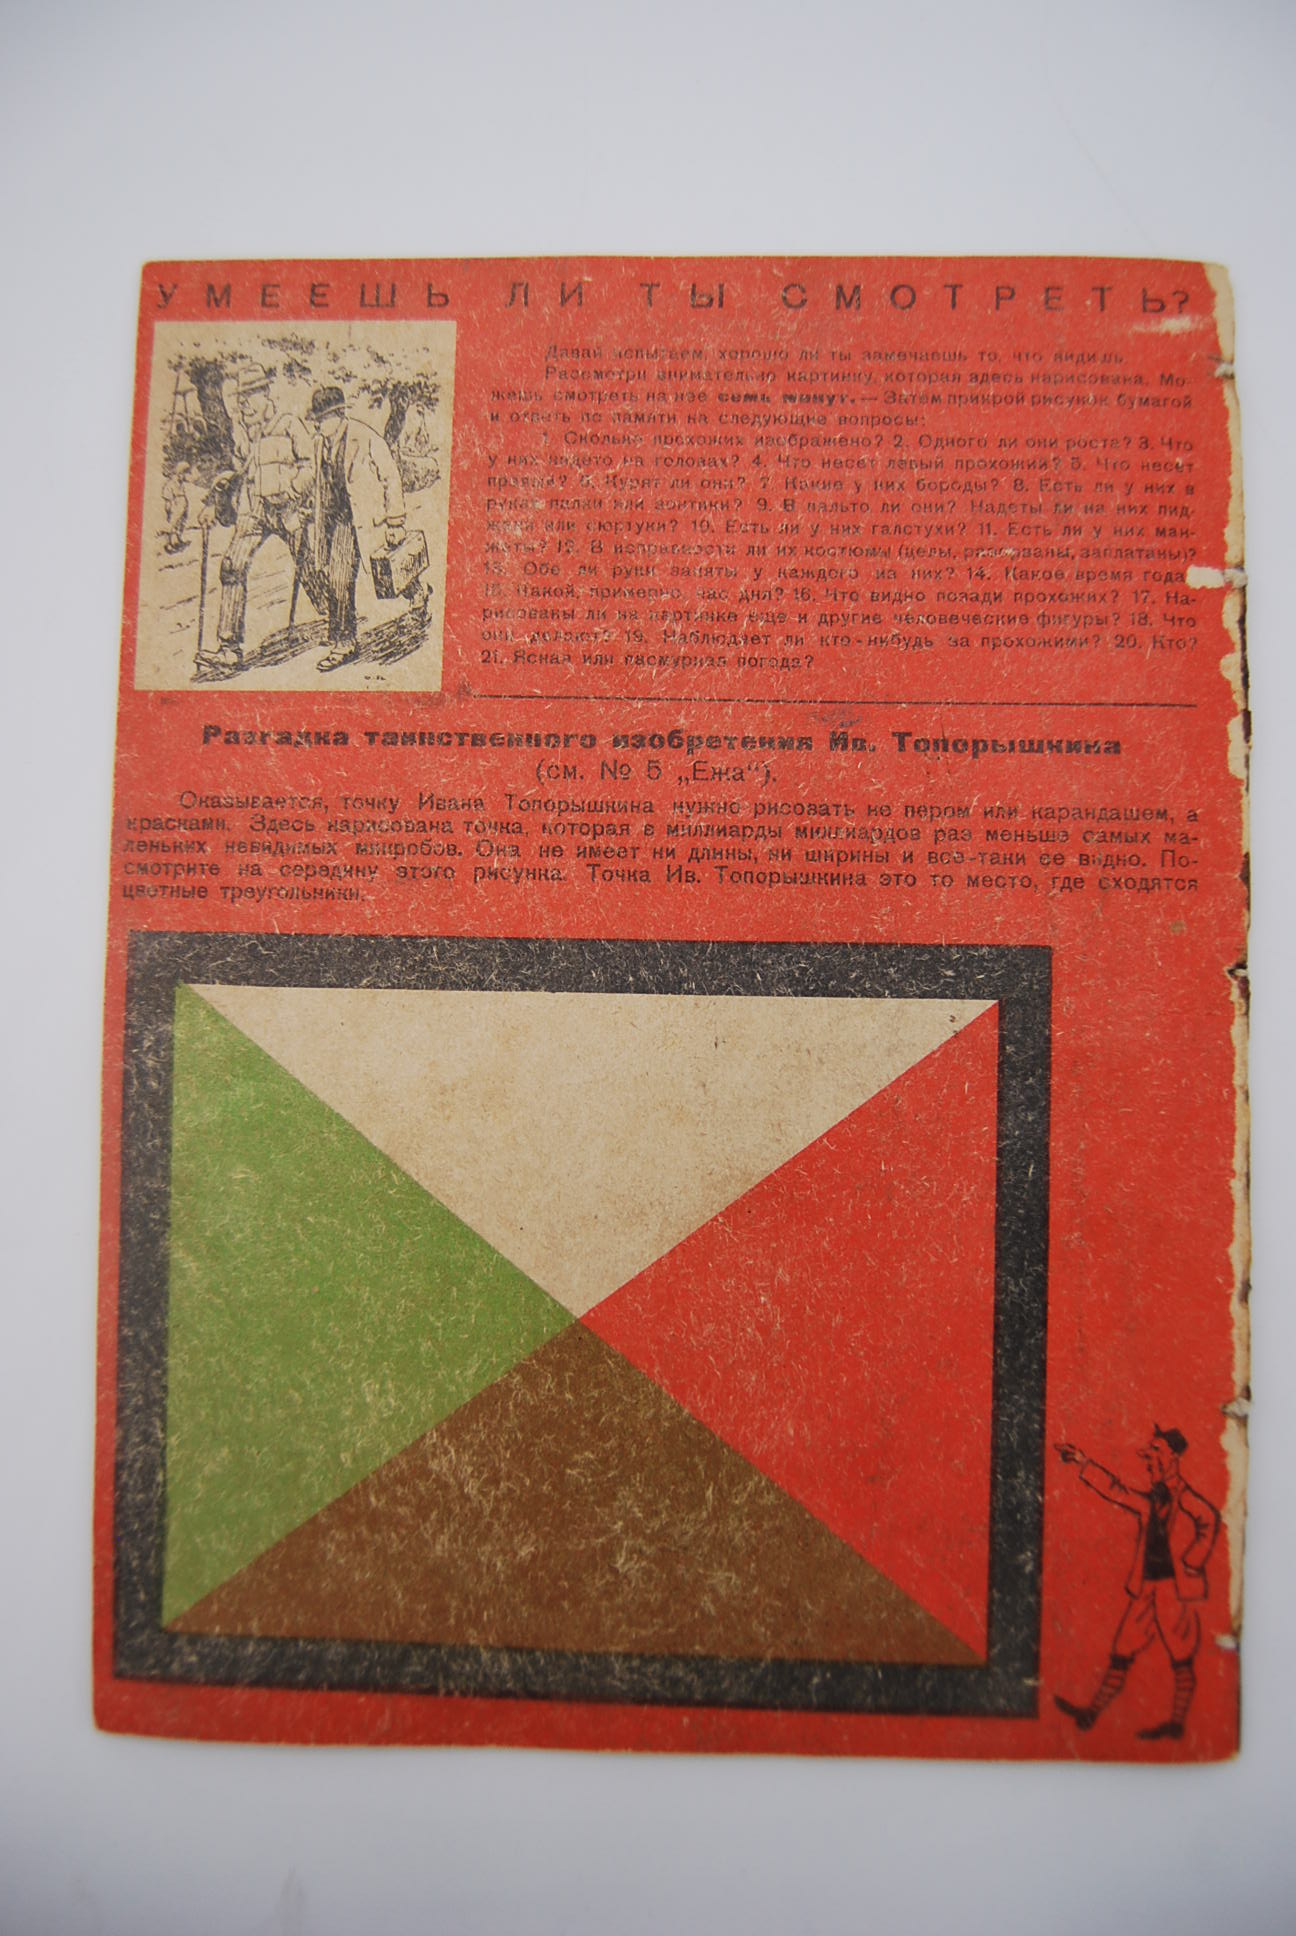 УМЕЕШЬ ЛИ ТЫ СМОТРЕТЬ?
Давай испытаем, хорошо ли ты замечаешь то, что видишь.
Рассмотри внимательно картинку, которая здесь нарисована. Мо-
жешь смотреть на нее семь минут. — Затем прикрой рисунок бумагой
и ответь по памяти на следующие вопросы:
1. Сколько прохожих изображено? 2. Одного ли они роста? 3. Что
у них надето на головах? 4. Что несет левый прохожий? 5. Что несет
правый? 6. Курят ли они? 7. Какие у них бороды? 8. Есть ли у них в
руках палки или зонтики? 9. В пальто ли они? Надеты ли на них пид-
жаки или сюртуки? 10. Есть ли у них галстухи? 11. Есть ли у них ман-
жеты? 12. В исправности ли их костюмы (целы, разорваны, заплатаны)?
13. Обе ли руки заняты у каждого из них? 14. Какое время года?
15. Какой, примерно, час дня? 16. Что видно позади прохожих? 17. На-
рисованы ли на картинке еще и другие человеческие фигуры? 18. Что
они делают? 19. Наблюдает ли кто-нибудь за прохожими? 20. Кто?
21. Ясная или пасмурная погода?
Разгадка таинственного изобретения Ив. Топорышкина
(см. № 5 „Ежа“).
Оказывается, точку Ивана Топорышкина нужно рисовать не пером или карандашем, а
красками. Здесь нарисована точка, которая в миллиарды миллиардов раз меньше самых ма-
леньких невидимых микробов. Она не имеет ни длины, ни ширины и все-таки ее видно. По-
смотрите на середину этого рисунка. Точка Ив. Топорышкина это то место, где сходятся
цветные треугольники.